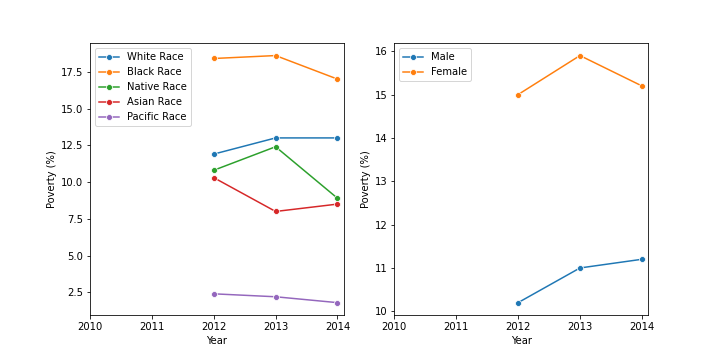 White Race
Black Race
Native Race
Asian Race
Pacific Race
17.5
15.0
12.5
10.0
7.5
5.0
2.5
Poverty (%)
2010 2011 2012 2013 2014
Year
Male
Female
16
15
14
13
12
11
10
Poverty (%)
2010 2011 2012 2013 2014
Year